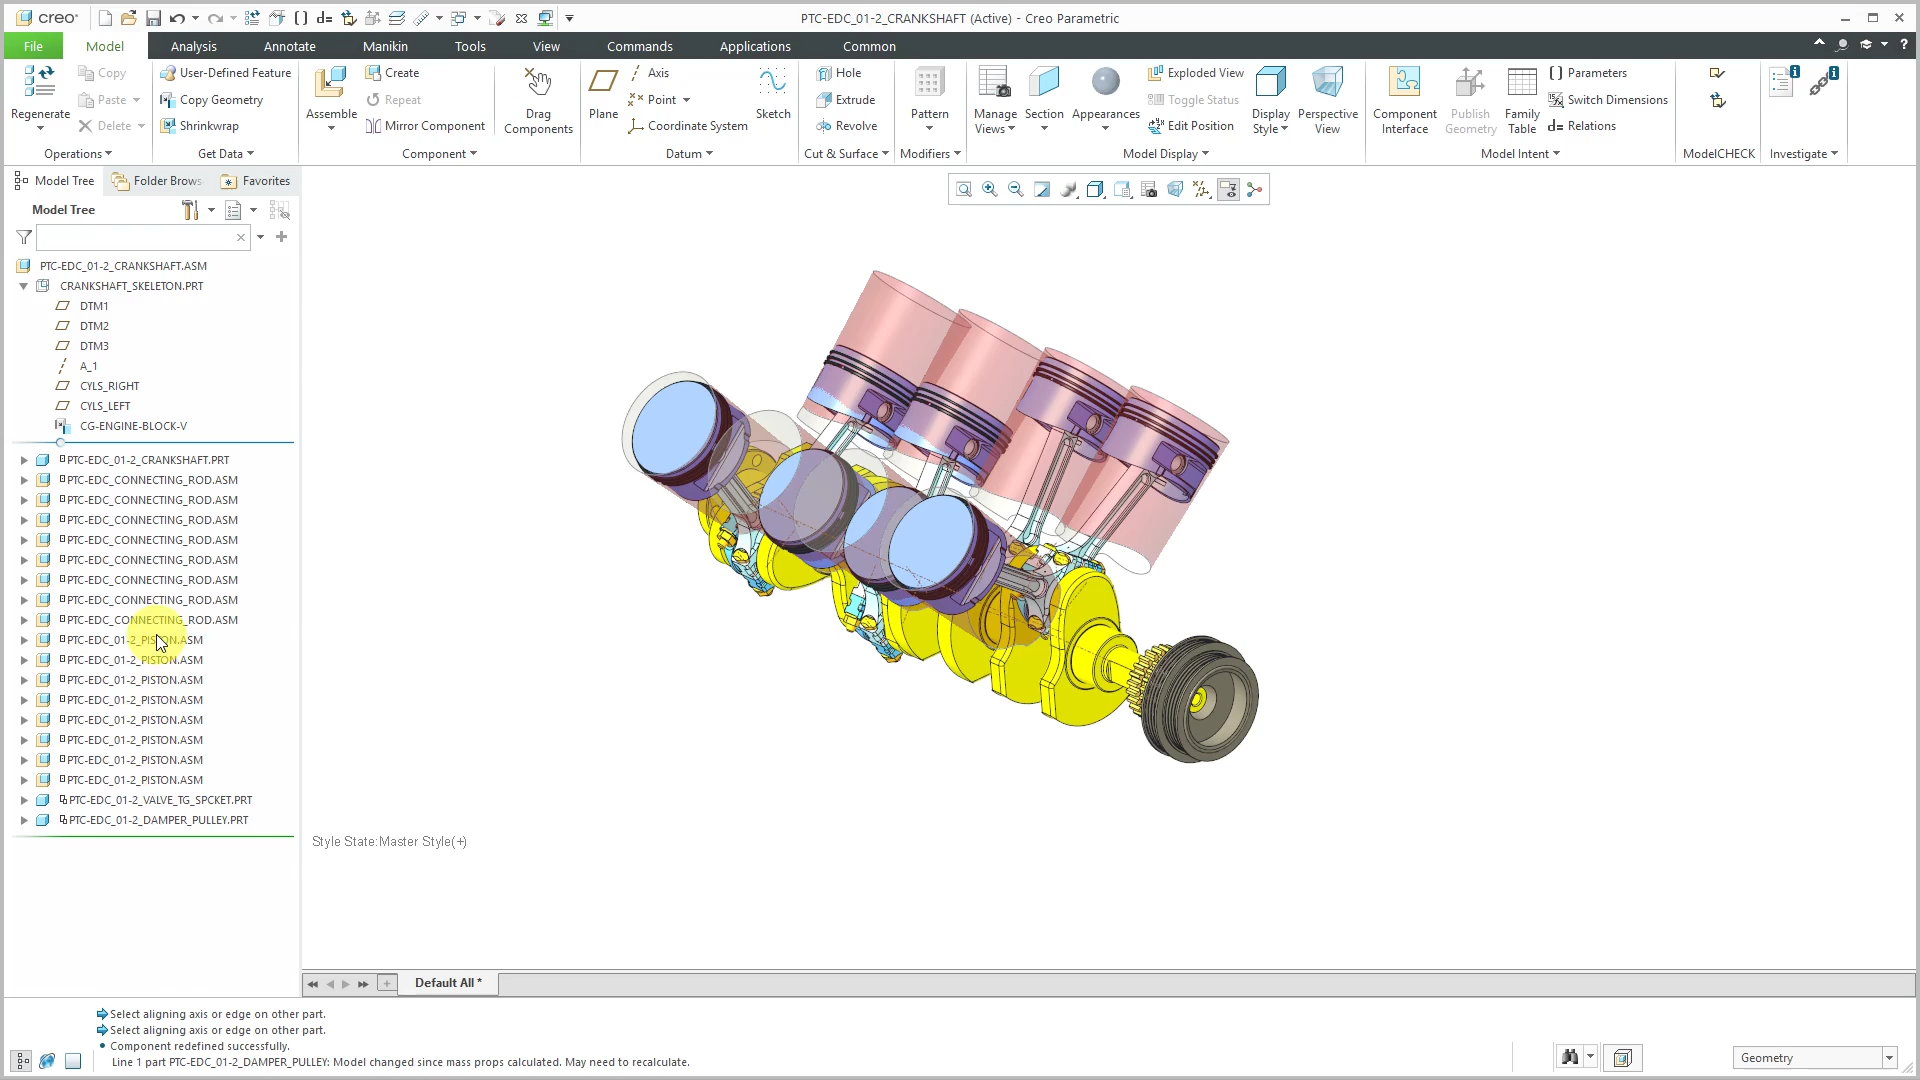 creo
PTC-EDC_01-2_CRANKSHAFT (Active) - Creo Parametric
File
Model
Analysis
Annotate
Manikin
Tools
View
Commands
Applications
Common
Regenerate
Copy
Paste
Delete
Operations
User-Defined Feature
Copy Geometry
Shrinkwrap
Get Data
Assemble
Create
Repeat
Mirror Component
Drag
Components
Component
Plane
Axis
Point
Coordinate System
Sketch
Datum
Hole
Extrude
Revolve
Cut & Surface
Pattern
Modifiers
Manage
Views
Section
Appearances
Exploded View
Toggle Status
Edit Position
Display
Style
Perspective
View
Model Display
Component
Interface
Publish
Geometry
Family
Table
Parameters
Switch Dimensions
d= Relations
Model Intent
ModelCHECK
Investigate
Model Tree
Folder Brows
Favorites
Model Tree
PTC-EDC_01-2_CRANKSHAFT.ASM
CRANKSHAFT_SKELETON.PRT
DTM1
DTM2
DTM3
A_1
CYLS_RIGHT
CYLS_LEFT
CG-ENGINE-BLOCK-V
PTC-EDC_01-2_CRANKSHAFT.PRT
PTC-EDC_CONNECTING_ROD.ASM
PTC-EDC_CONNECTING_ROD.ASM
PTC-EDC_CONNECTING_ROD.ASM
PTC-EDC_CONNECTING_ROD.ASM
PTC-EDC_CONNECTING_ROD.ASM
PTC-EDC_CONNECTING_ROD.ASM
PTC-EDC_CONNECTING_ROD.ASM
PTC-EDC_CONNECTING_ROD.ASM
PTC-EDC_01-2_PISTON.ASM
PTC-EDC_01-2_PISTON.ASM
PTC-EDC_01-2_PISTON.ASM
PTC-EDC_01-2_PISTON.ASM
PTC-EDC_01-2_PISTON.ASM
PTC-EDC_01-2_PISTON.ASM
PTC-EDC_01-2_PISTON.ASM
PTC-EDC_01-2_PISTON.ASM
PTC-EDC_01-2_VALVE_TG_SPCKET.PRT
PTC-EDC_01-2_DAMPER_PULLEY.PRT
Style State:Master Style(+)
Default All *
Select aligning axis or edge on other part.
Select aligning axis or edge on other part.
Component redefined successfully.
Line 1 part PTC-EDC_01-2_DAMPER_PULLEY: Model changed since mass props calculated. May need to recalculate.
Geometry